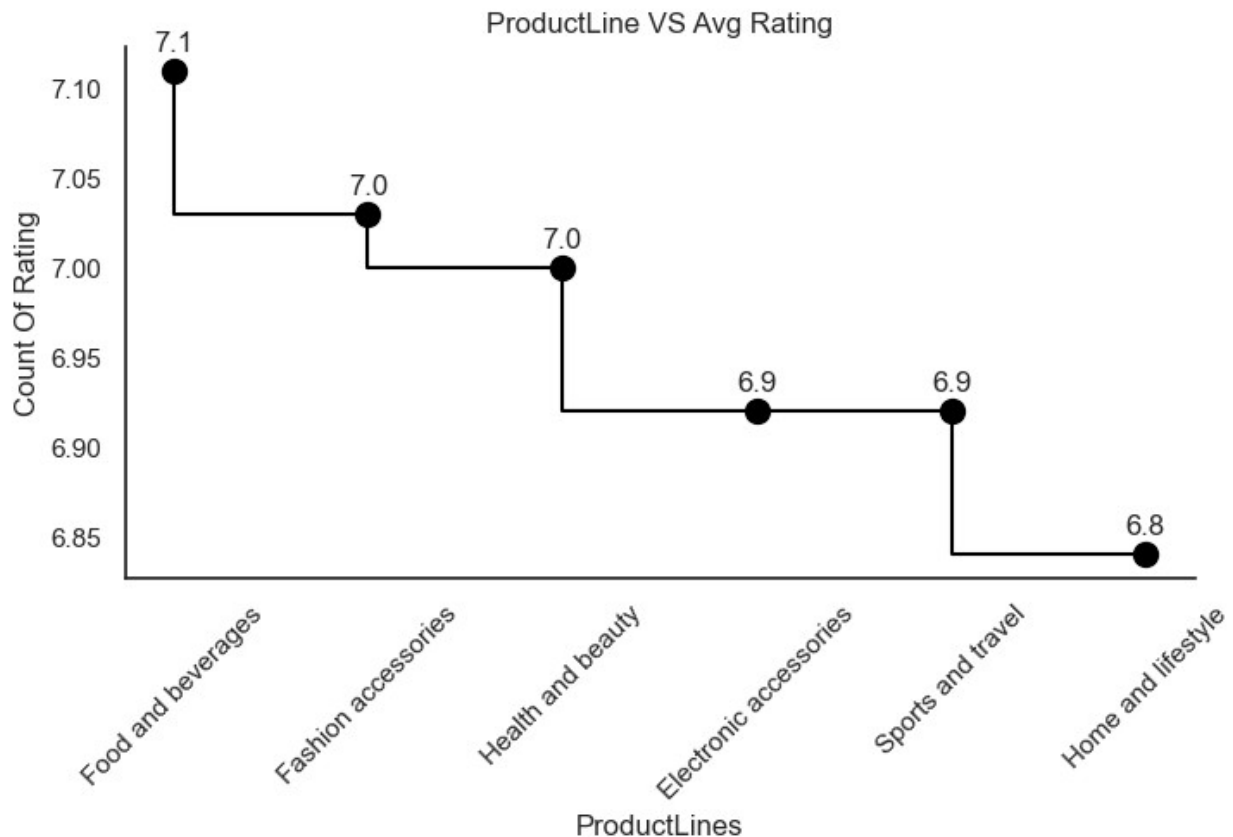 ProductLine VS Avg Rating
7.1
7.0
7.0
6.9
6.9
6.8
Count Of Rating
7.10
7.05
7.00
6.95
6.90
6.85
Food and beverages
Fashion accessories
Health and beauty
Electronic accessories
Sports and travel
Home and lifestyle
ProductLines